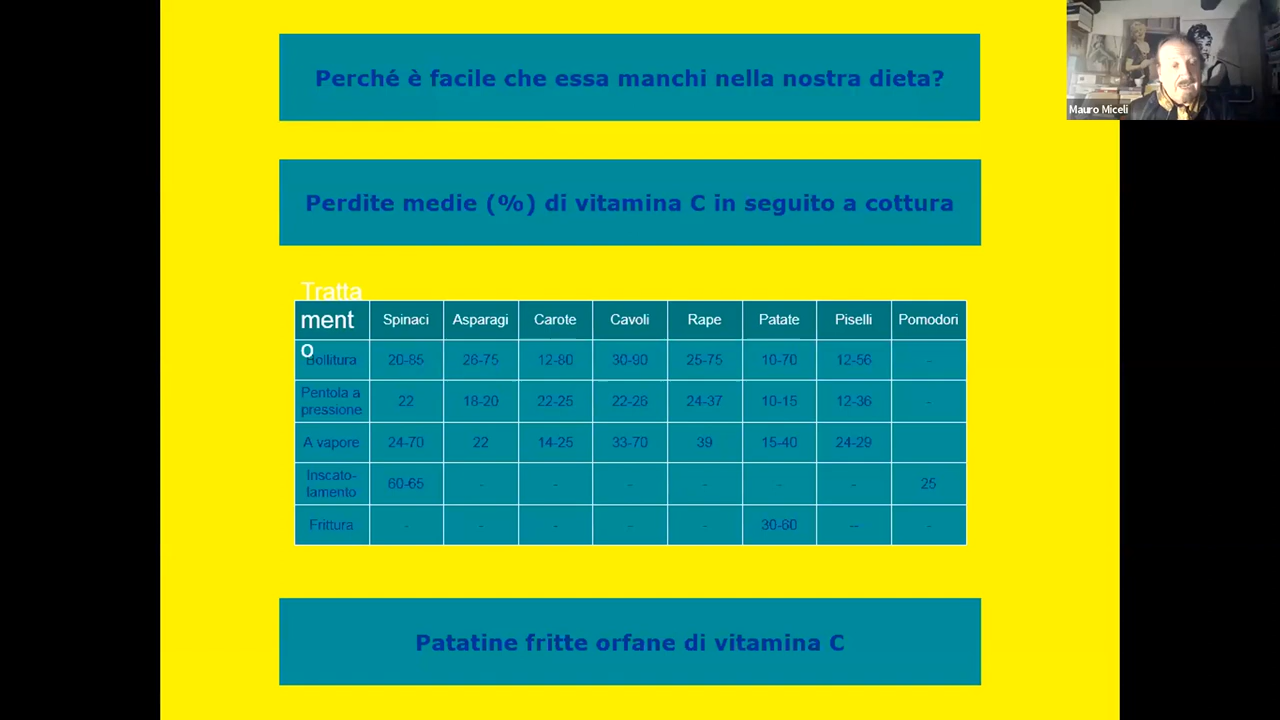 Perché è facile che essa manchi nella nostra dieta?
Mauro Miceli
Perdite medie (%) di vitamina C in seguito a cottura
Trattamento Spinaci Asparagi Carote Cavoli Rape Patate Piselli Pomodori
Bollitura 20-85 26-75 12-80 30-90 25-75 10-70 12-56 -
Pentola a pressione 22 18-20 22-25 22-26 24-37 10-15 12-36 -
A vapore 24-70 22 14-25 33-70 39 15-40 24-29
Inscato-lamento 60-65 - - - - - - 25
Frittura - - - - - 30-60 -- -
Patatine fritte orfane di vitamina C